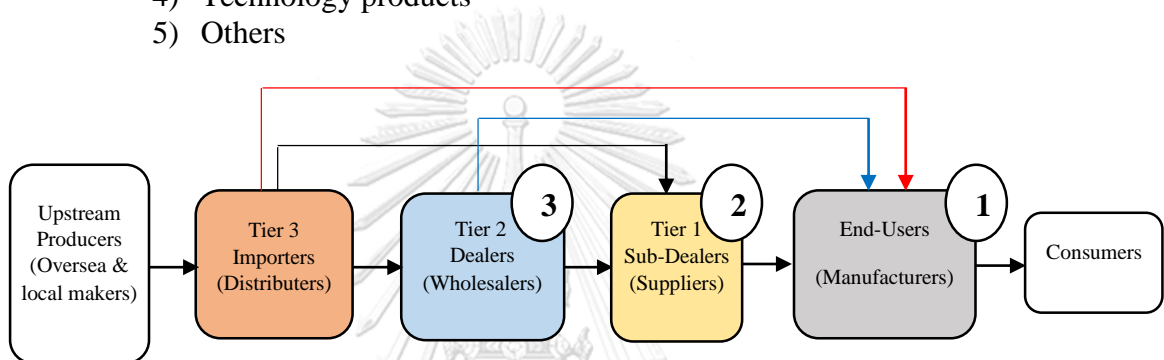 4) Technology products
5) Others
Upstream
Producers
(Oversea &
local makers)
Tier 3
Importers
(Distributers)
3
Tier 2
Dealers
(Wholesalers)
2
Tier 1
Sub-Dealers
(Suppliers)
1
End-Users
(Manufacturers)
Consumers